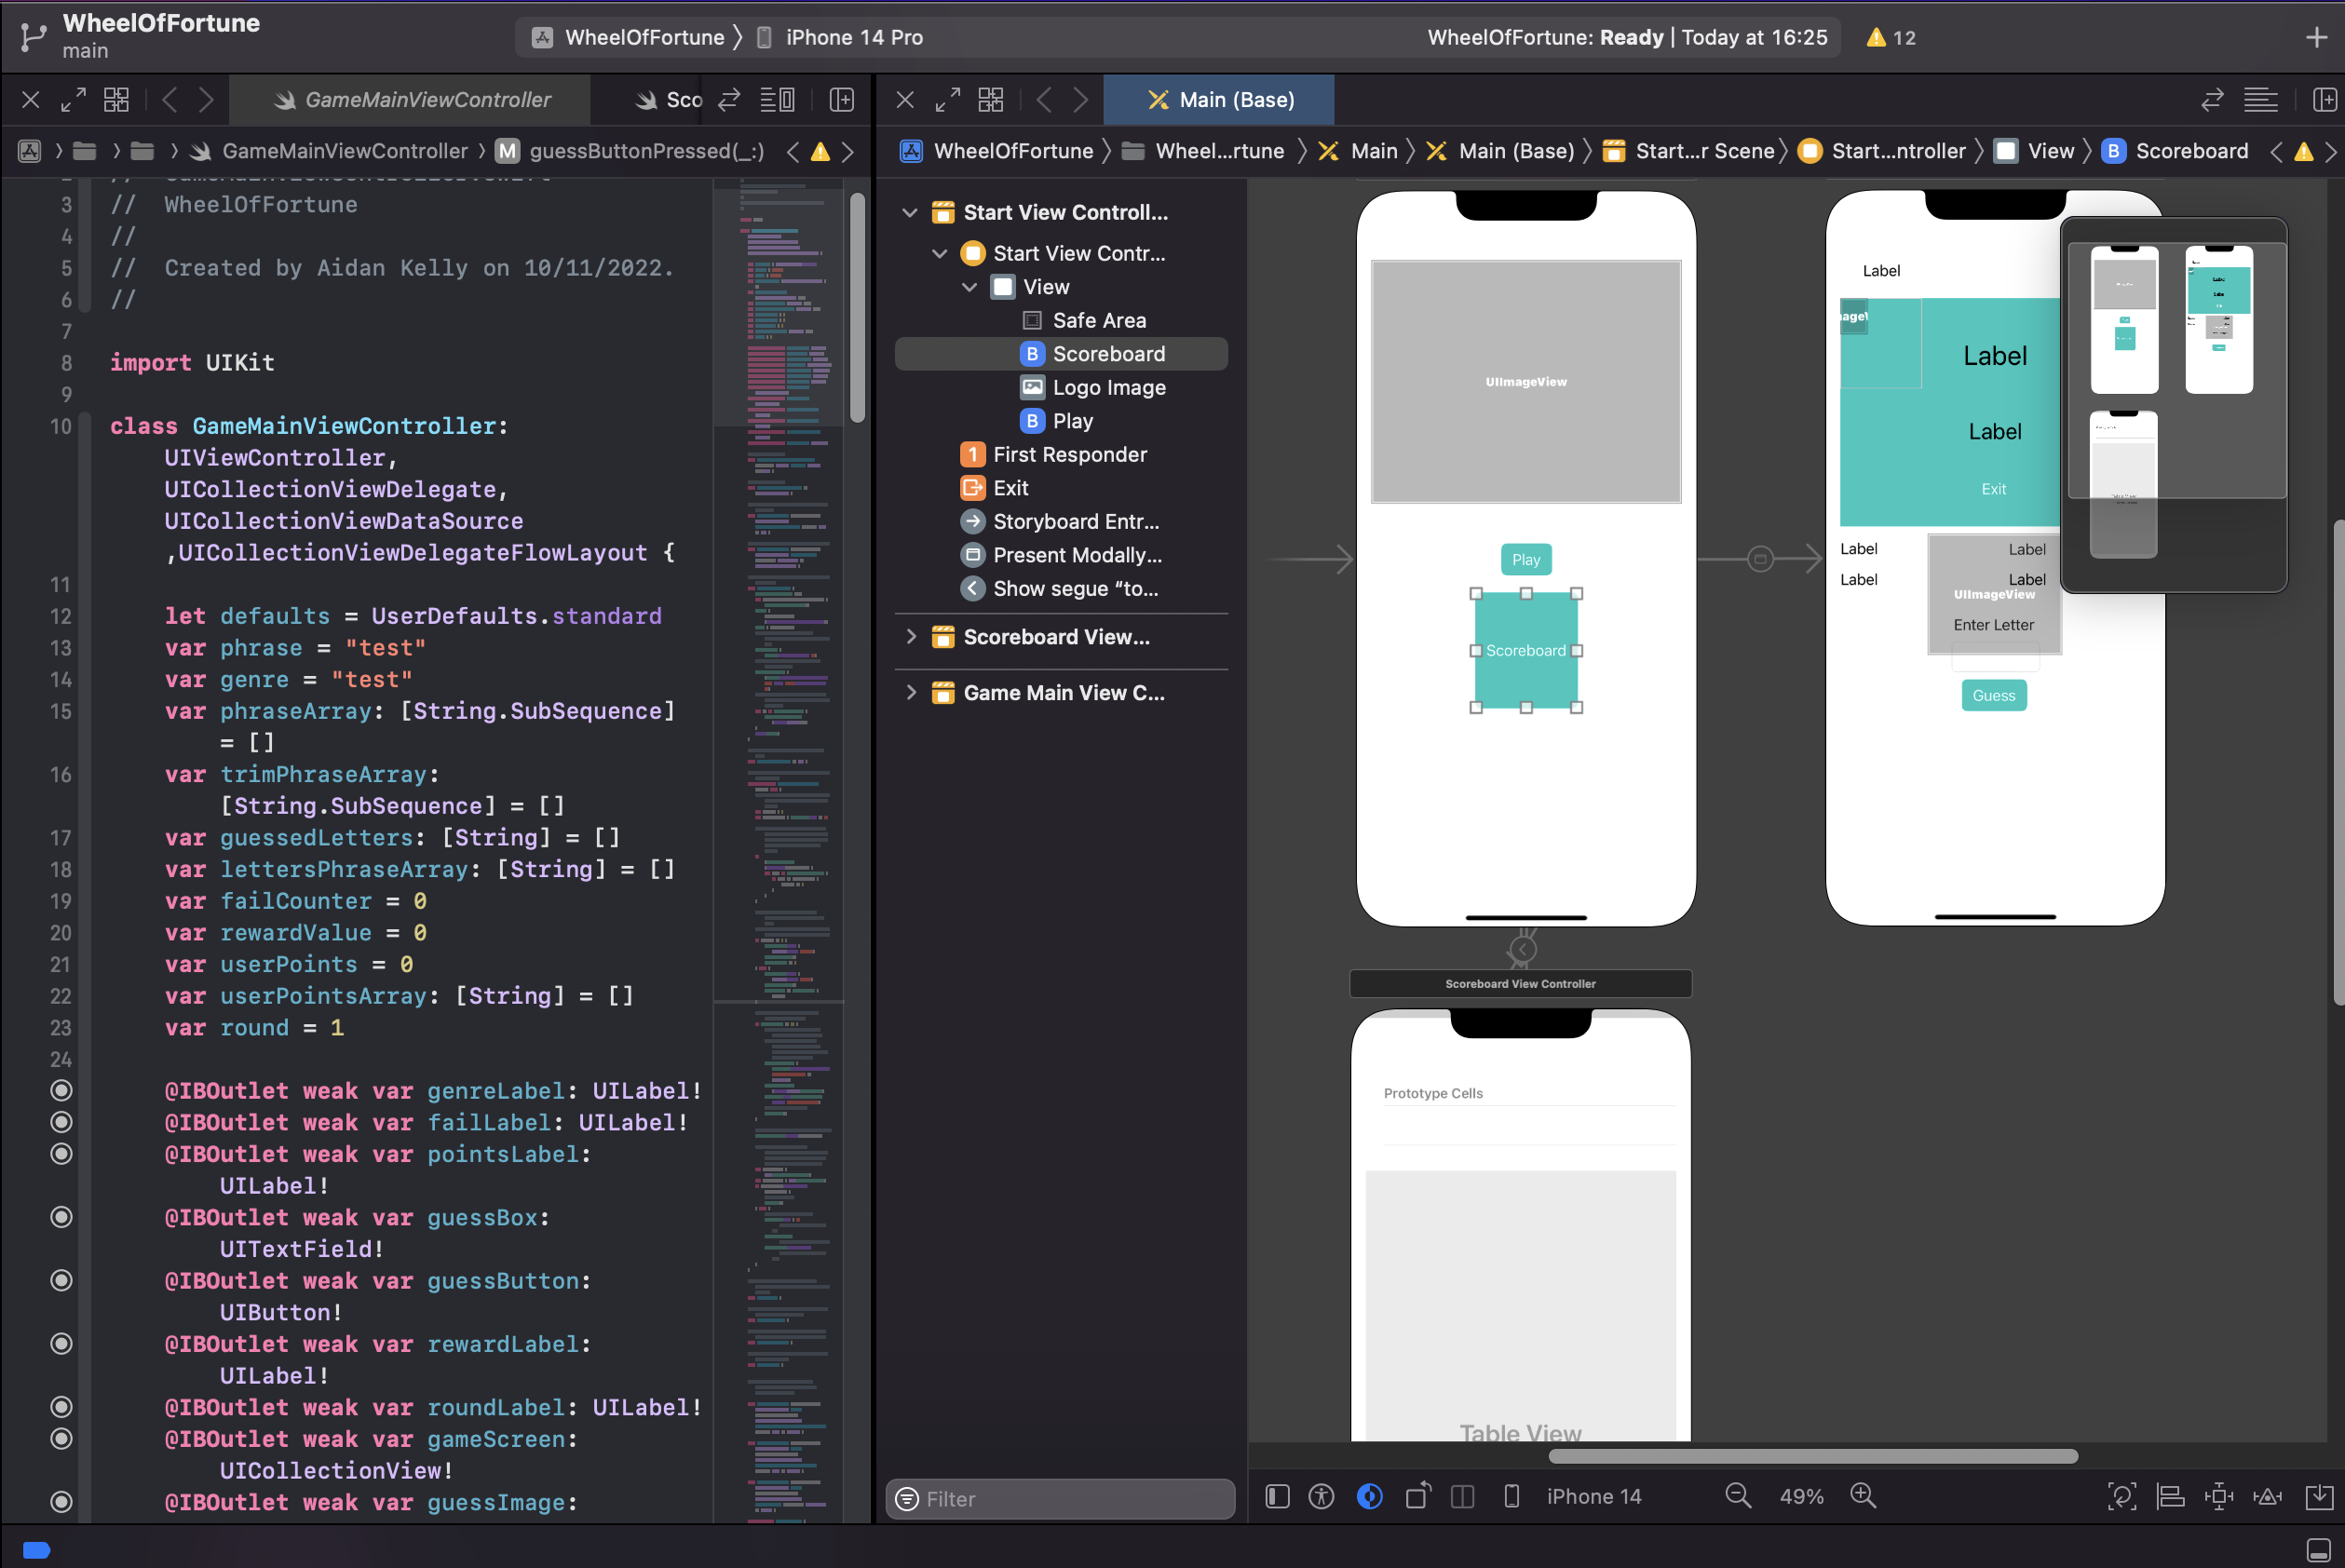 WheelOfFortune
main
WheelOfFortune
iPhone 14 Pro
WheelOfFortune: Ready | Today at 16:25
12
GameMainViewController
Sco
Main (Base)
GameMainViewController
M
guessButtonPressed(_:)
WheelOfFortune
Wheel...rtune
Main
Main (Base)
Start...r Scene
Start...ntroller
View
B
Scoreboard
3 //  WheelOfFortune
4 //
5 //  Created by Aidan Kelly on 10/11/2022.
6 //
7
8 import UIKit
9
10 class GameMainViewController:
UIViewController,
UICollectionViewDelegate,
UICollectionViewDataSource
,UICollectionViewDelegateFlowLayout {
11
12 let defaults = UserDefaults.standard
13 var phrase = "test"
14 var genre = "test"
15 var phraseArray: [String.SubSequence]
= []
16 var trimPhraseArray:
[String.SubSequence] = []
17 var guessedLetters: [String] = []
18 var lettersPhraseArray: [String] = []
19 var failCounter = 0
20 var rewardValue = 0
21 var userPoints = 0
22 var userPointsArray: [String] = []
23 var round = 1
24
@IBOutlet weak var genreLabel: UILabel!
@IBOutlet weak var failLabel: UILabel!
@IBOutlet weak var pointsLabel:
UILabel!
@IBOutlet weak var guessBox:
UITextField!
@IBOutlet weak var guessButton:
UIButton!
@IBOutlet weak var rewardLabel:
UILabel!
@IBOutlet weak var roundLabel: UILabel!
@IBOutlet weak var gameScreen:
UICollectionView!
@IBOutlet weak var guessImage:
Start View Controll...
Start View Contr...
View
Safe Area
B Scoreboard
Logo Image
B Play
1 First Responder
Exit
Storyboard Entr...
Present Modally...
Show segue “to...
Scoreboard View...
Game Main View C...
Filter
UIImageView
Play
Scoreboard
Label
Label
Label
Exit
Label
Label
Label
Label
UIImageView
Enter Letter
Guess
Scoreboard View Controller
Prototype Cells
Table View
iPhone 14
49%